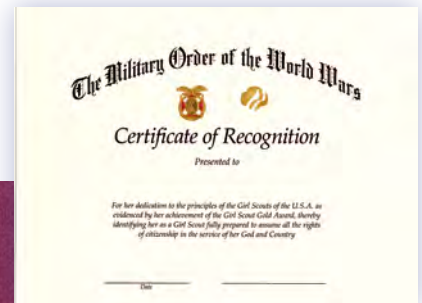 The Military Order of the World Wars
Certificate of Recognition
Presented to
For her dedication to the principles of the Girl Scouts of the U.S.A. as
evidenced by her achievement of the Girl Scout Gold Award, thereby
identifying her as a Girl Scout fully prepared to assume all the rights
of citizenship in the service of her God and Country
Date